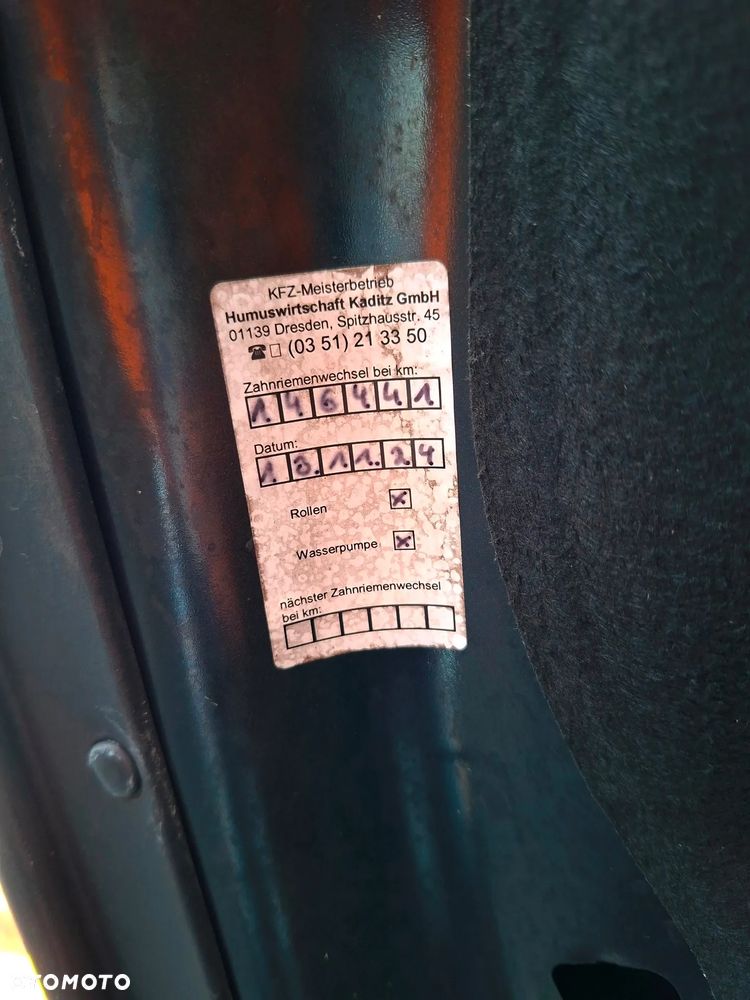 KFZ-Meisterbetrieb
Humuswirtschaft Kaditz GmbH
01139 Dresden, Spitzhausstr. 45
☎ (03 51) 21 33 50
Zahnriemenwechsel bei km:
146441
Datum:
18.11.24
Rollen x
Wasserpumpe x
nächster Zahnriemenwechsel
bei km:
OTOMOTO